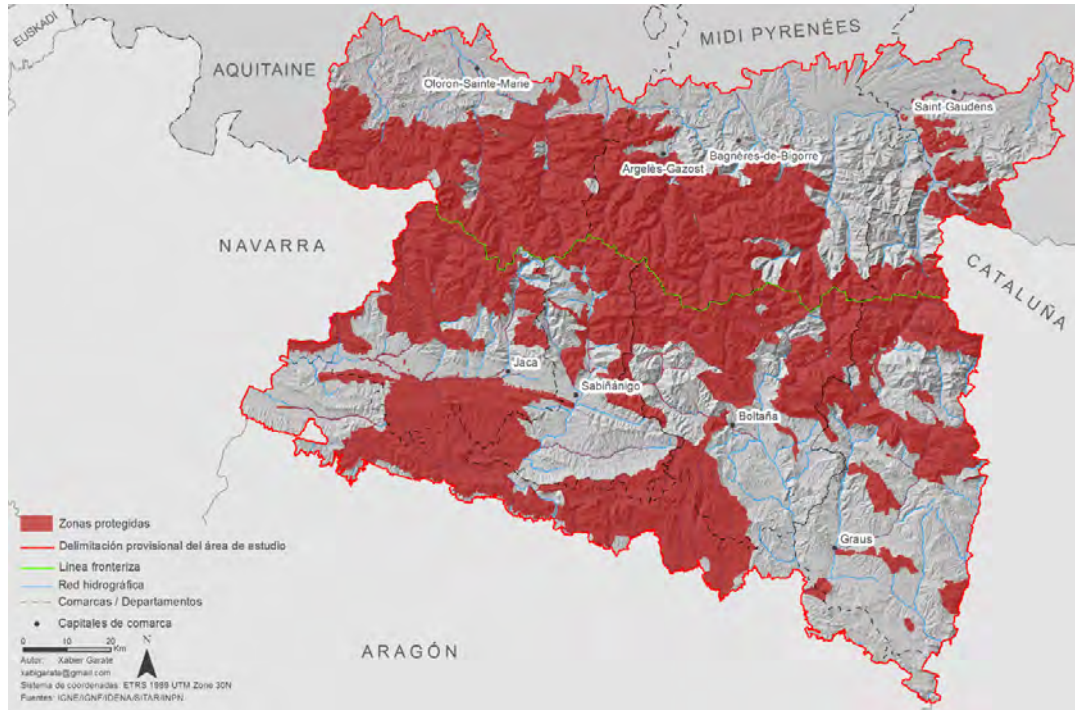 EUSKADI
AQUITAINE
MIDI PYRENÉES
Oloron-Sainte-Marie
Saint-Gaudens
Bagnères-de-Bigorre
Argelès-Gazost
NAVARRA
CATALUÑA
Jaca
Sabiñánigo
Boltaña
Graus
ARAGÓN
Zonas protegidas
Delimitación provisional del área de estudio
Línea fronteriza
Red hidrográfica
Comarcas / Departamentos
Capitales de comarca
0 10 20
Km
N
Autor: Xabier Garate
xabigarate@gmail.com
Sistema de coordenadas: ETRS 1989 UTM Zone 30N
Fuentes: IGNE/IGNF/IDENA/SITAR/INPN